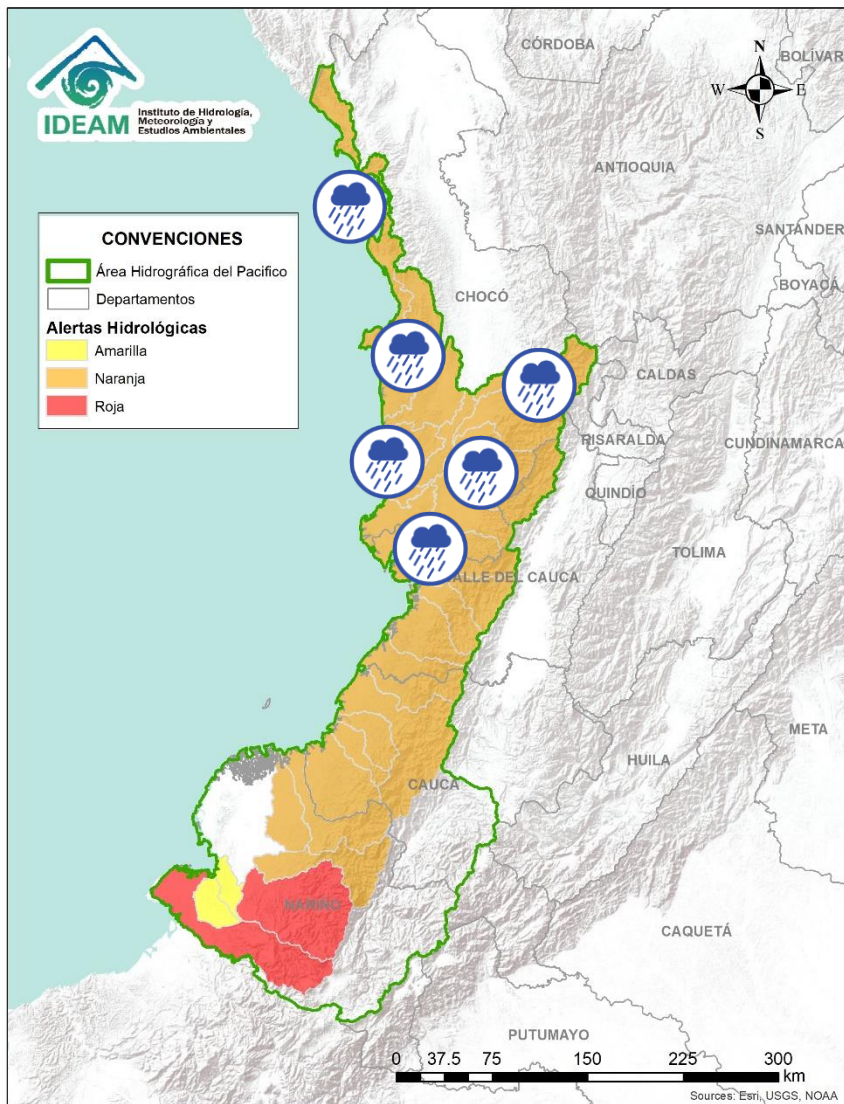 IDEAM
Instituto de Hidrología,
Meteorología y
Estudios Ambientales
CÓRDOBA
BOLÍVAR
N
W
E
S
ANTIOQUIA
SANTANDER
BOYACÁ
CONVENCIONES
Área Hidrográfica del Pacifico
Departamentos
Alertas Hidrológicas
Amarilla
Naranja
Roja
CHOCÓ
CALDAS
RISARALDA
CUNDINAMARCA
QUINDÍO
TOLIMA
VALLE DEL CAUCA
META
HUILA
CAUCA
NARIÑO
CAQUETÁ
PUTUMAYO
0 37.5 75 150 225 300
km
Sources: Esri, USGS, NOAA